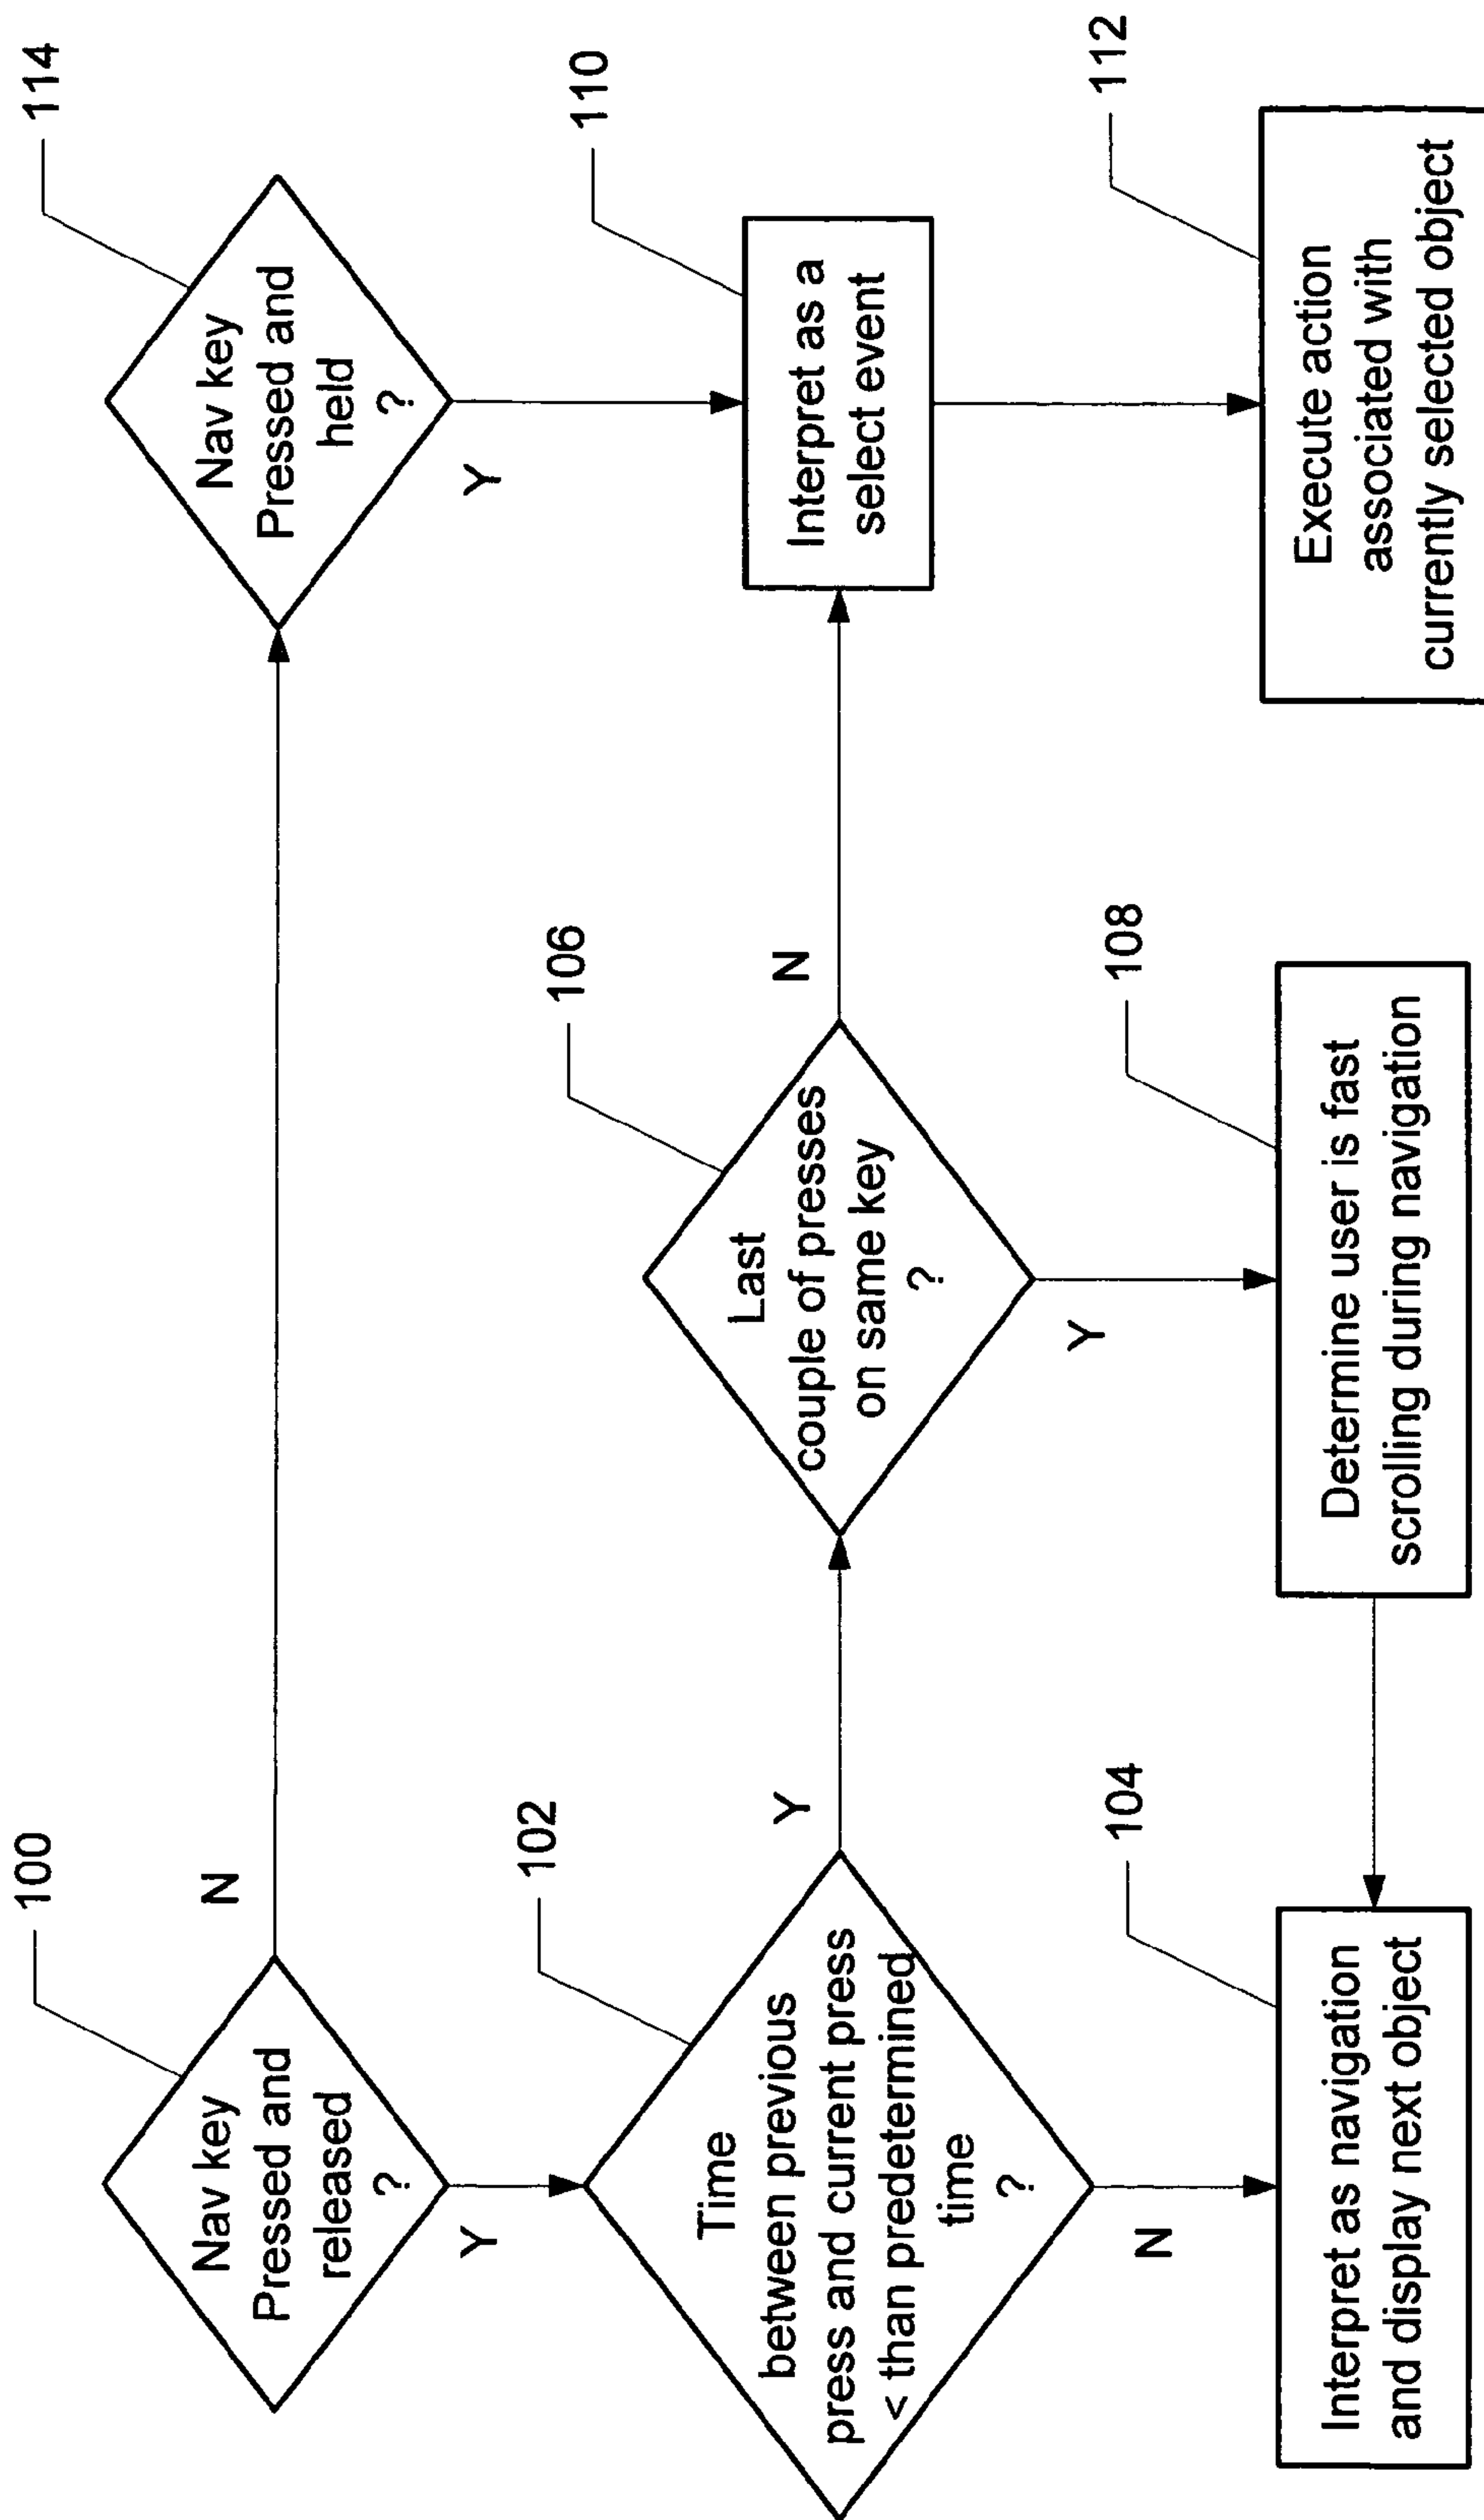 100
Nav key
Pressed and
released
?
N
Y
114
Nav key
Pressed and
held
?
Y
102
Time
between previous
press and current press
< than predetermined
time
?
Y
N
106
Last
couple of presses
on same key
?
N
Y
110
Interpret as a
select event
104
Interpret as navigation
and display next object
108
Determine user is fast
scrolling during navigation
112
Execute action
associated with
currently selected object